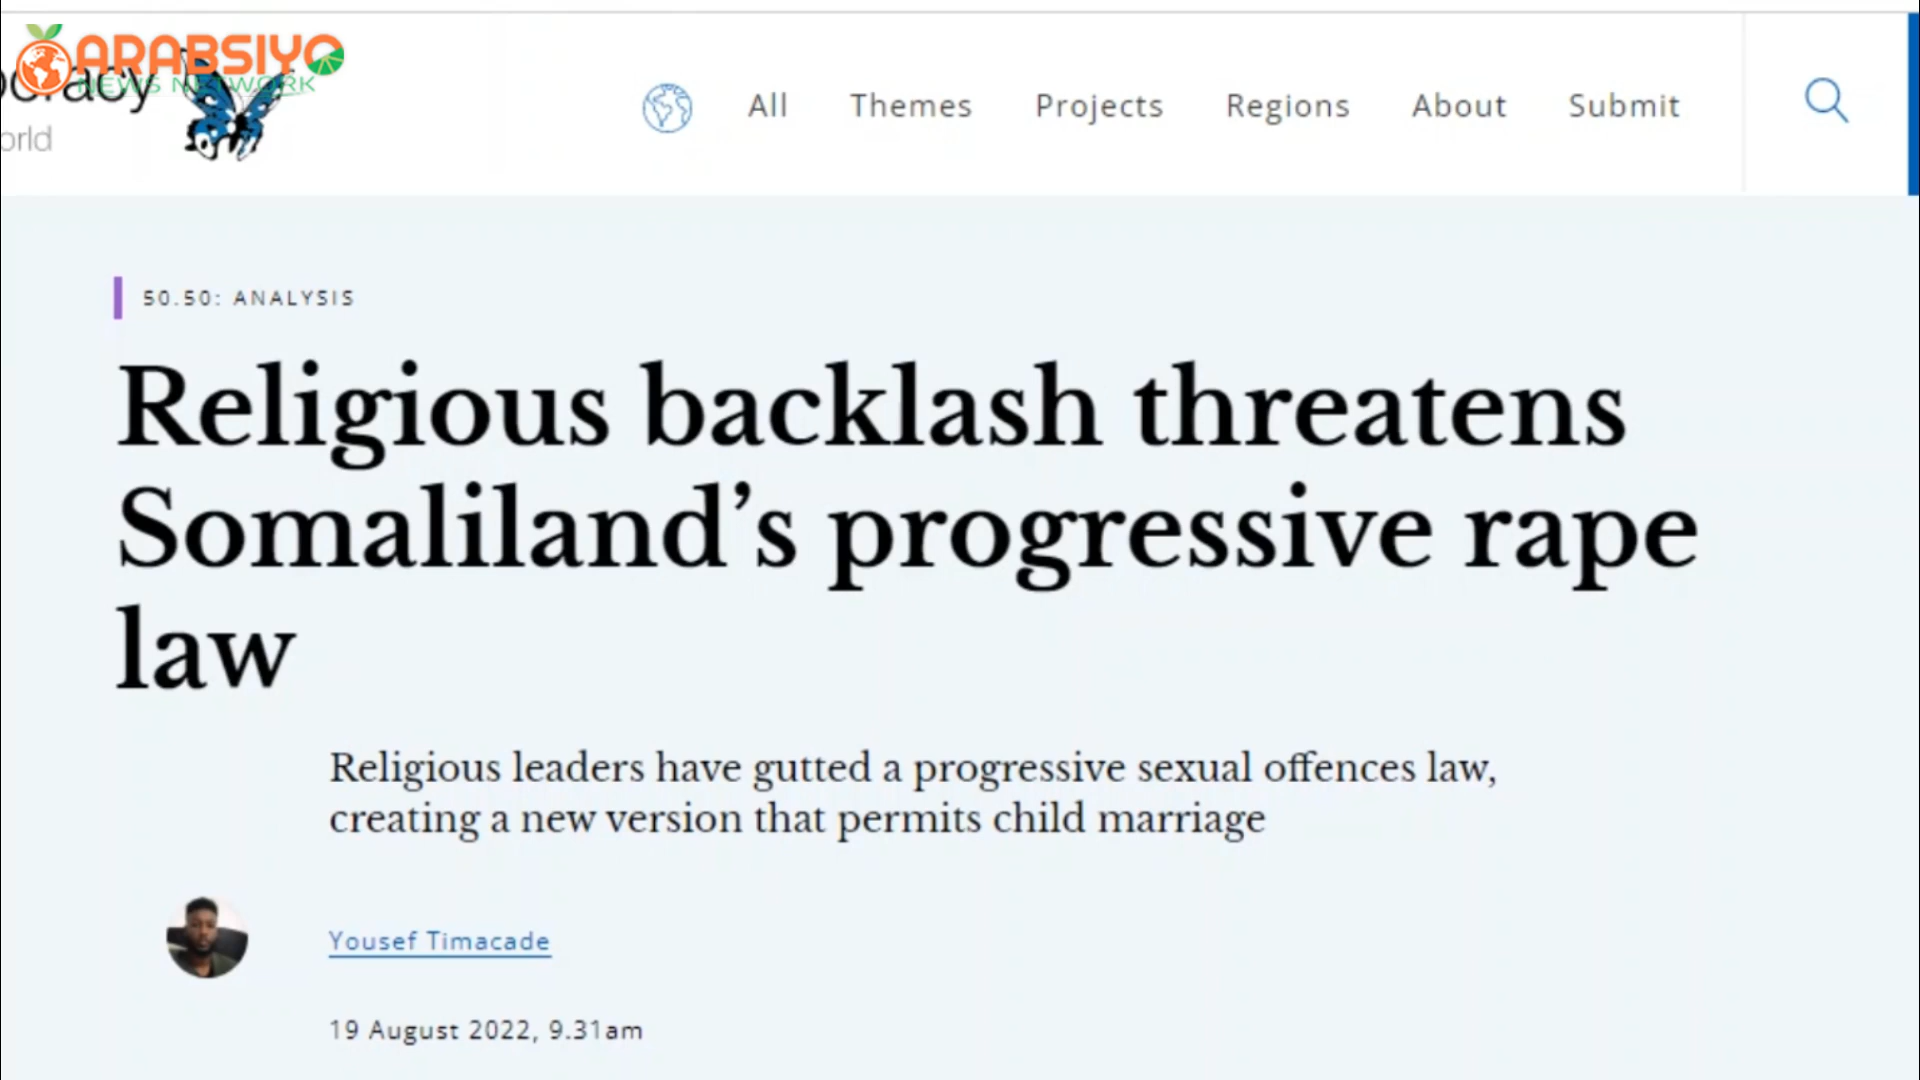 ARABSIYO
NEWS NETWORK
ocracy
orld
All Themes Projects Regions About Submit
50.50: ANALYSIS
Religious backlash threatens
Somaliland’s progressive rape
law
Religious leaders have gutted a progressive sexual offences law,
creating a new version that permits child marriage
Yousef Timacade
19 August 2022, 9.31am